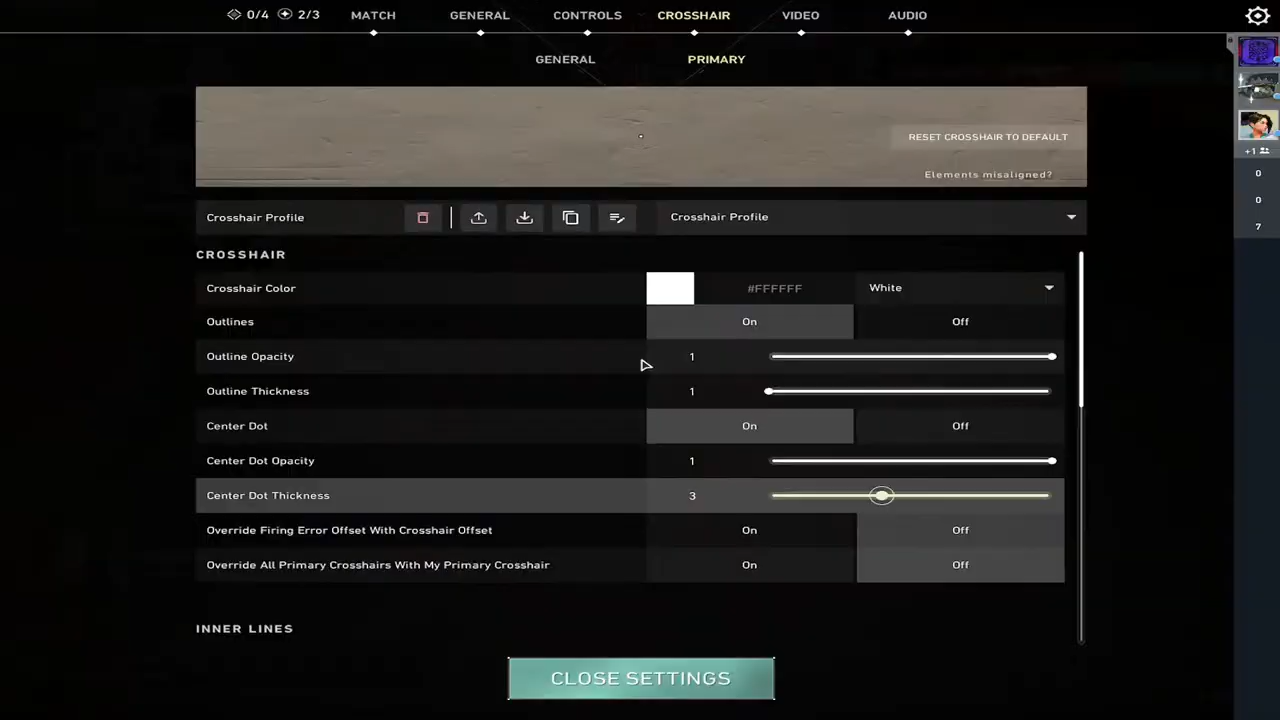 0/4 2/3 MATCH GENERAL CONTROLS CROSSHAIR VIDEO AUDIO
GENERAL PRIMARY
RESET CROSSHAIR TO DEFAULT
Elements misaligned?
+1
0
0
7
Crosshair Profile Crosshair Profile
CROSSHAIR
Crosshair Color #FFFFFF White
Outlines On Off
Outline Opacity 1
Outline Thickness 1
Center Dot On Off
Center Dot Opacity 1
Center Dot Thickness 3
Override Firing Error Offset With Crosshair Offset On Off
Override All Primary Crosshairs With My Primary Crosshair On Off
INNER LINES
CLOSE SETTINGS